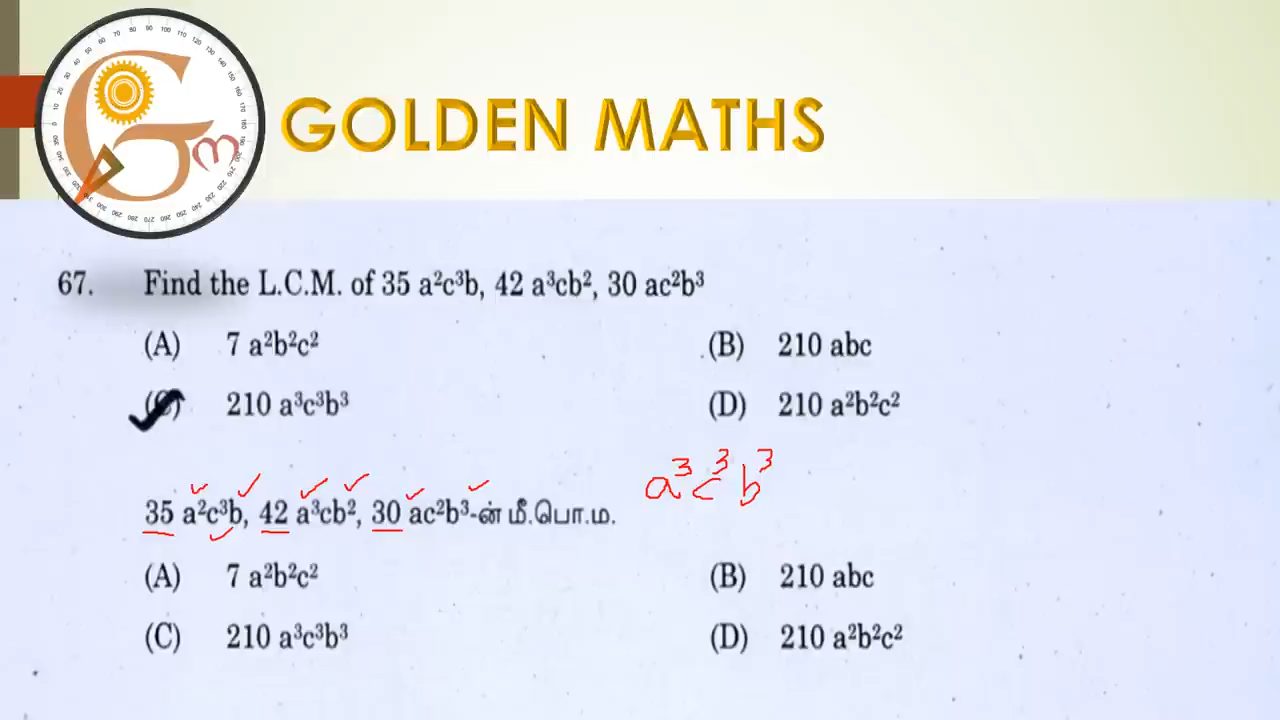 GOLDEN MATHS
67. Find the L.C.M. of 35 a²c³b, 42 a³cb², 30 ac²b³
(A) 7 a²b²c² (B) 210 abc
(C) 210 a³c³b³ (D) 210 a²b²c²
a³c³b³
35 a²c³b, 42 a³cb², 30 ac²b³-ன் மீ.பொ.ம.
(A) 7 a²b²c² (B) 210 abc
(C) 210 a³c³b³ (D) 210 a²b²c²